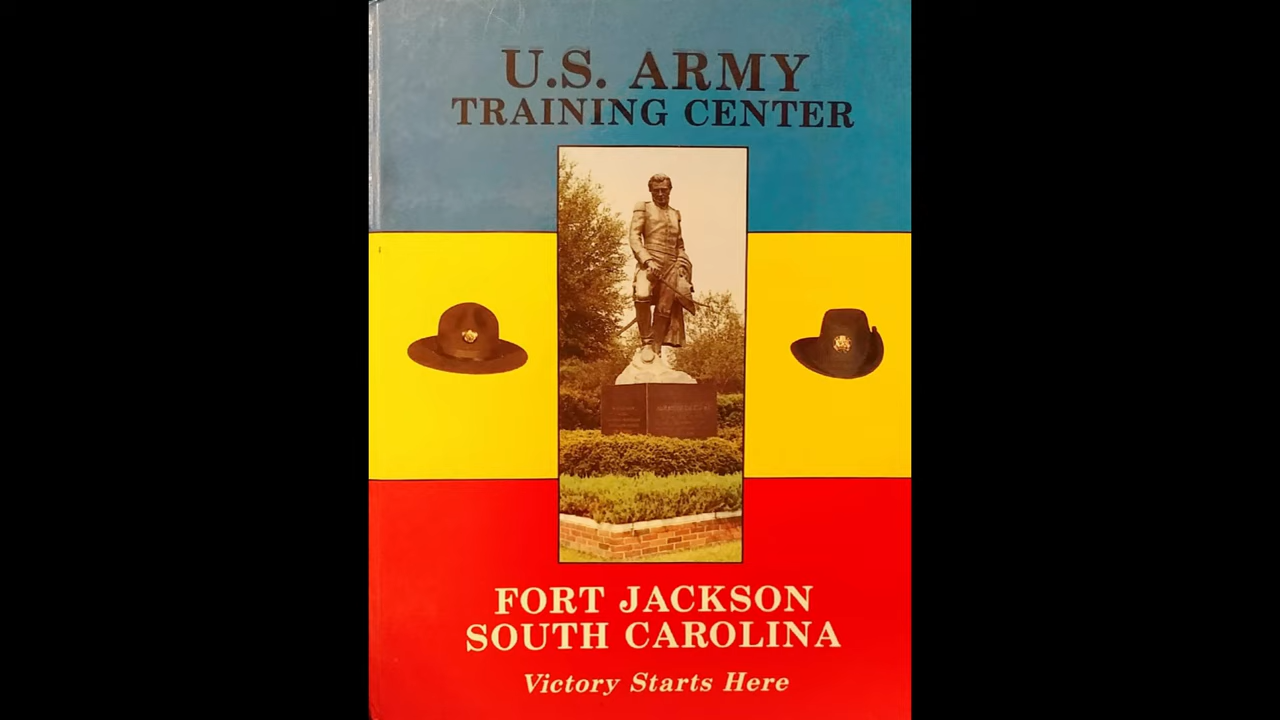 U.S. ARMY
TRAINING CENTER
FORT JACKSON
SOUTH CAROLINA
Victory Starts Here